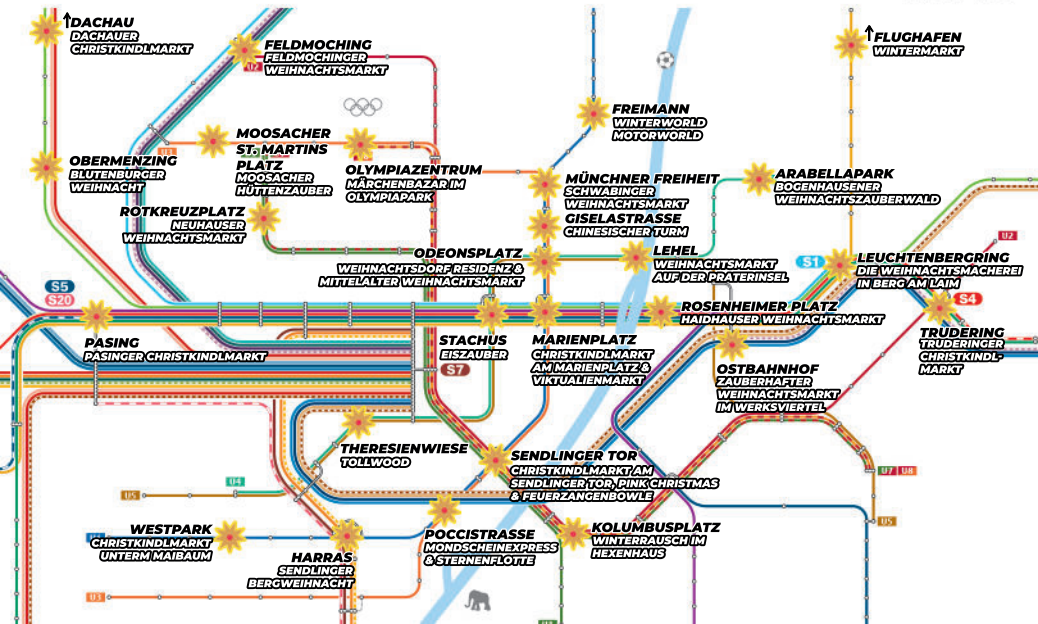 DACHAU
DACHAUER
CHRISTKINDLMARKT
FELDMOCHING
FELDMOCHINGER
WEIHNACHTSMARKT
U2
FLUGHAFEN
WINTERMARKT
FREIMANN
WINTERWORLD
MOTORWORLD
MOOSACHER
ST. MARTINS
PLATZ
MOOSACHER
HÜTTENZAUBER
U3
OLYMPIAZENTRUM
MÄRCHENBAZAR IM
OLYMPIAPARK
OBERMENZING
BLUTENBURGER
WEIHNACHT
MÜNCHNER FREIHEIT
SCHWABINGER
WEIHNACHTSMARKT
ARABELLAPARK
BOGENHAUSENER
WEIHNACHTSZAUBERWALD
ROTKREUZPLATZ
NEUHAUSER
WEIHNACHTSMARKT
GISELASTRASSE
CHINESISCHER TURM
U2
ODEONSPLATZ
WEIHNACHTSDORF RESIDENZ &
MITTELALTER WEIHNACHTSMARKT
LEHEL
WEIHNACHTSMARKT
AUF DER PRATERINSEL
S1
LEUCHTENBERGRING
DIE WEIHNACHTSMACHEREI
IN BERG AM LAIM
S5
S20
S4
ROSENHEIMER PLATZ
HAIDHAUSER WEIHNACHTSMARKT
TRUDERING
TRUDERINGER
CHRISTKINDL-
MARKT
PASING
PASINGER CHRISTKINDLMARKT
STACHUS
EISZAUBER
S7
MARIENPLATZ
CHRISTKINDLMARKT
AM MARIENPLATZ &
VIKTUALIENMARKT
OSTBAHNHOF
ZAUBERHAFTER
WEIHNACHTSMARKT
IM WERKSVIERTEL
THERESIENWIESE
TOLLWOOD
SENDLINGER TOR
CHRISTKINDLMARKT AM
SENDLINGER TOR, PINK CHRISTMAS
& FEUERZANGENBOWLE
U7 U8
U4
U5
U5
WESTPARK
CHRISTKINDLMARKT
UNTERM MAIBAUM
HARRAS
SENDLINGER
BERGWEIHNACHT
POCCISTRASSE
MONDSCHEINEXPRESS
& STERNENFLOTTE
KOLUMBUSPLATZ
WINTERRAUSCH IM
HEXENHAUS
U3